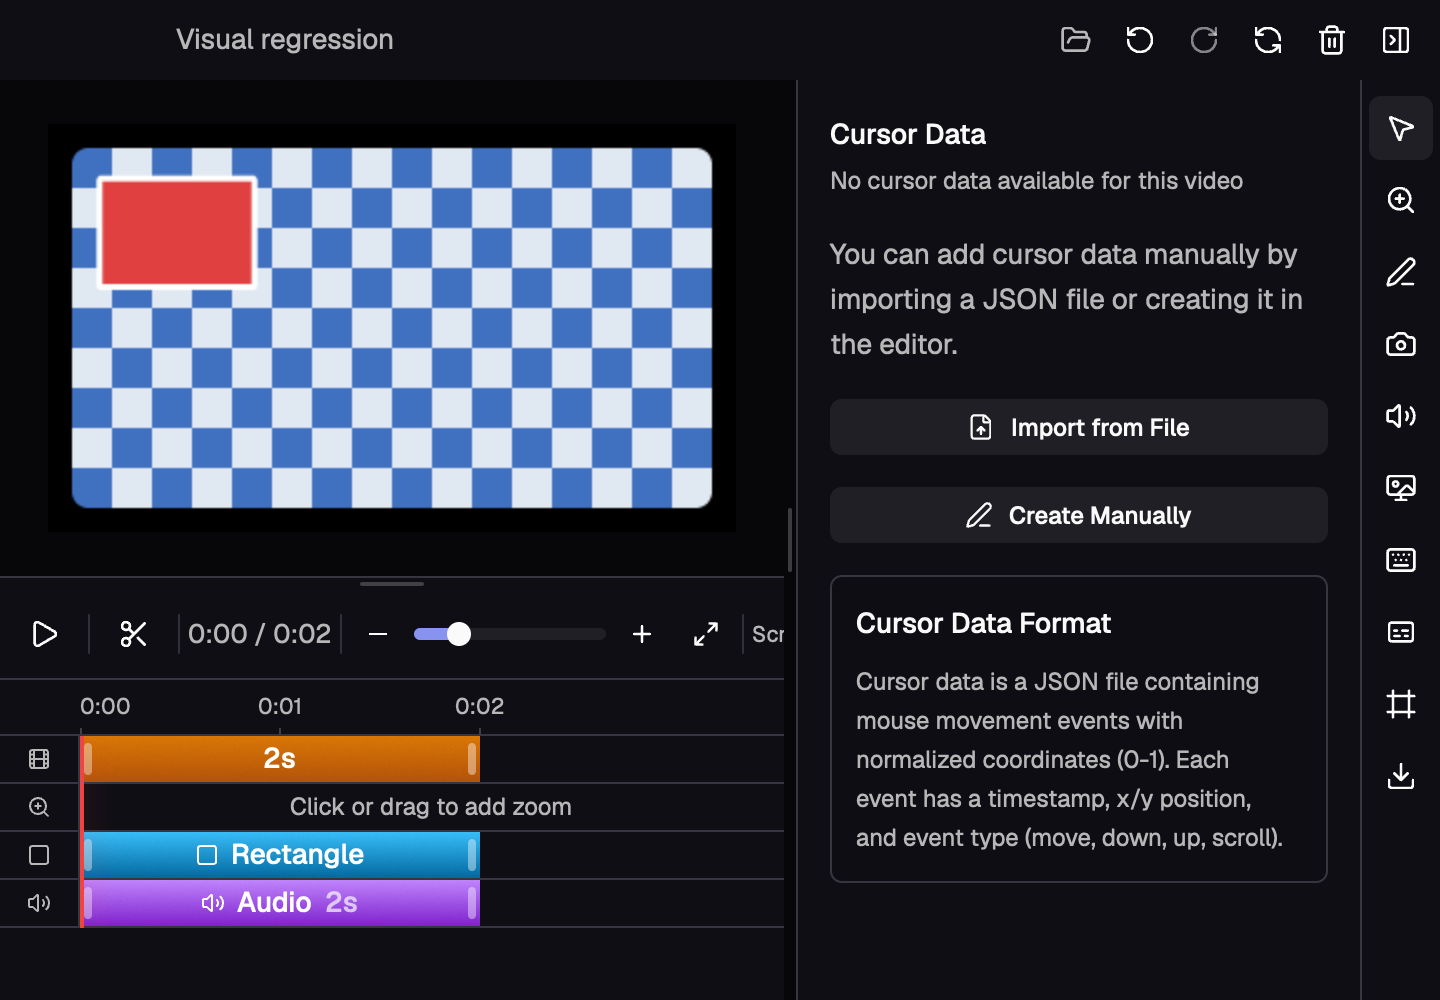 Visual regression
Cursor Data
No cursor data available for this video
You can add cursor data manually by
importing a JSON file or creating it in
the editor.
Import from File
Create Manually
Cursor Data Format
Cursor data is a JSON file containing
mouse movement events with
normalized coordinates (0-1). Each
event has a timestamp, x/y position,
and event type (move, down, up, scroll).
0:00 / 0:02
Scr
0:00 0:01 0:02
2s
Click or drag to add zoom
Rectangle
Audio 2s